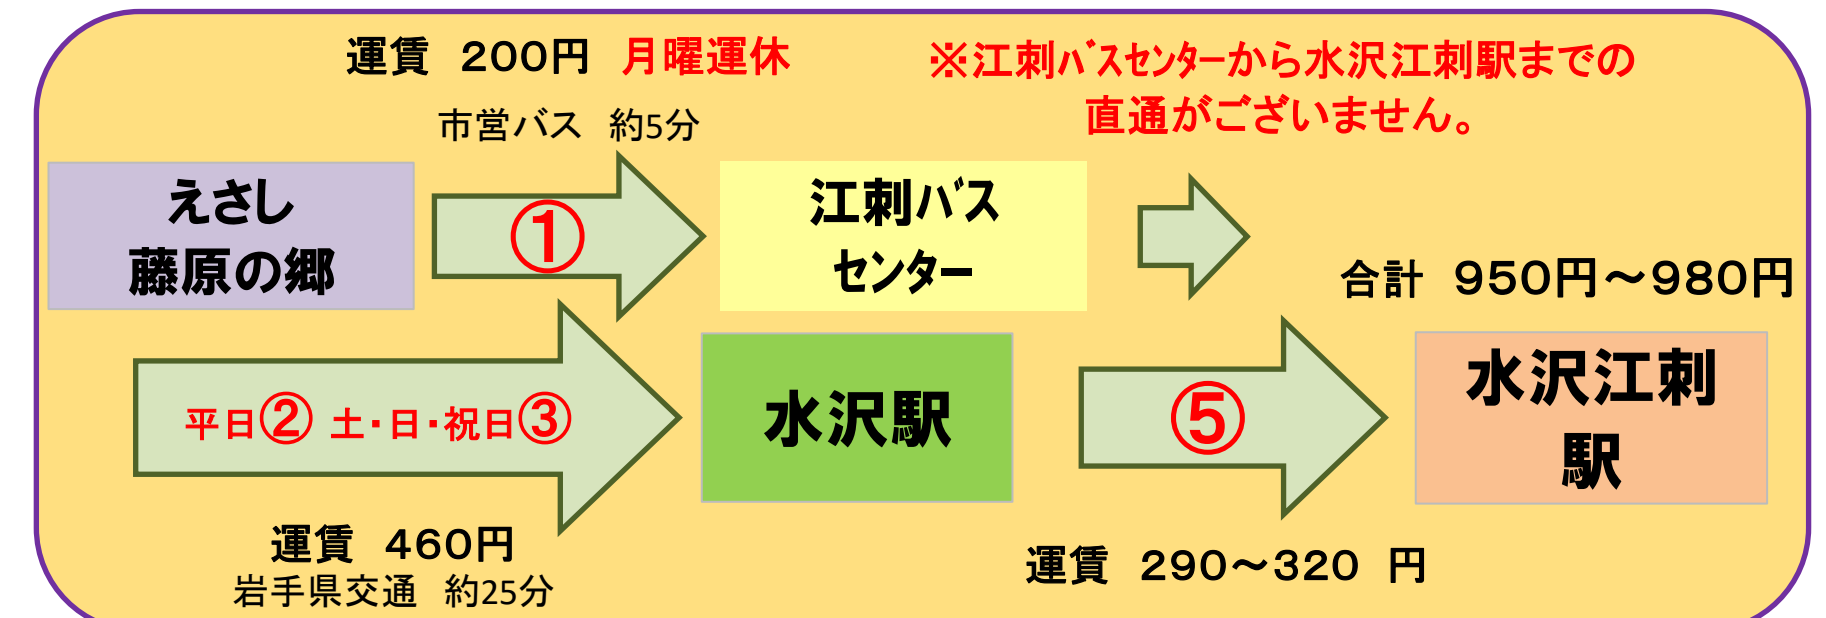 運賃　200円　月曜運休
※江刺ﾊﾞｽｾﾝﾀｰから水沢江刺駅までの
直通がございません。
市営バス　約5分
えさし
藤原の郷
①
江刺ﾊﾞｽ
センター
合計　950円～980円
平日② 土・日・祝日③
水沢駅
⑤
水沢江刺
駅
運賃　460円
岩手県交通　約25分
運賃　290～320　円